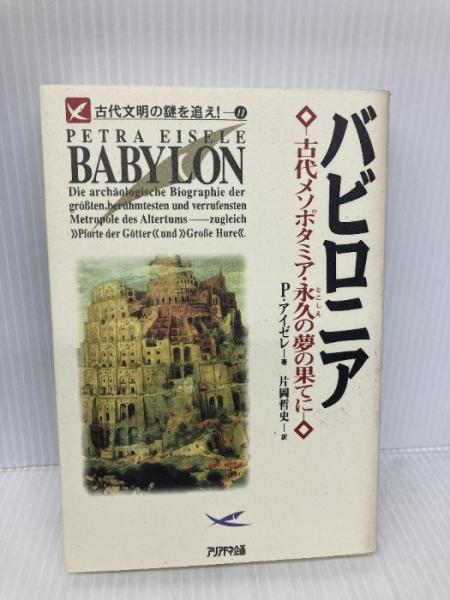 古代文明の謎を追え!—11
PETRA EISELE
BABYLON
Die archäologische Biographie der
größten, berühmtesten und verrufensten
Metropole des Altertums——zugleich
»Pforte der Götter« und »Große Hure«.
バビロニア
古代メソポタミア・永久の夢の果てに
とこしえ
P・アイゼレ—著
片岡哲史—訳
アリアドネ企画